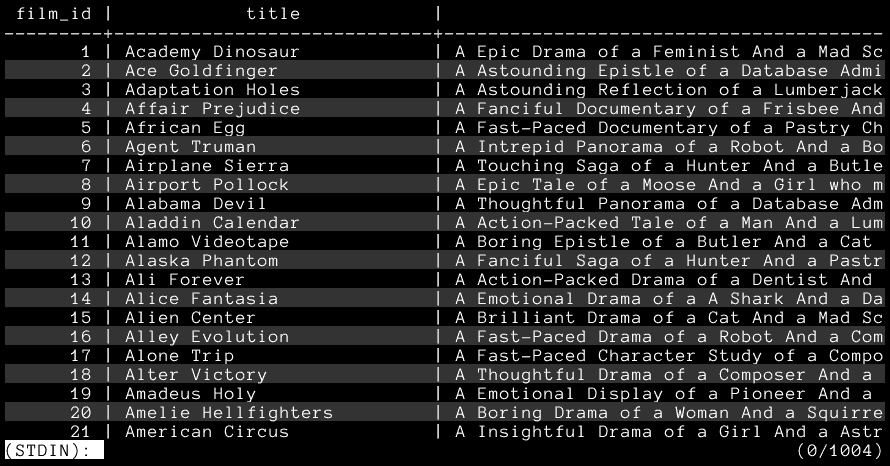 film_id |            title             |
---------+------------------------------+---------------------------------------
1 | Academy Dinosaur | A Epic Drama of a Feminist And a Mad Sc
2 | Ace Goldfinger | A Astounding Epistle of a Database Admi
3 | Adaptation Holes | A Astounding Reflection of a Lumberjack
4 | Affair Prejudice | A Fanciful Documentary of a Frisbee And
5 | African Egg | A Fast-Paced Documentary of a Pastry Ch
6 | Agent Truman | A Intrepid Panorama of a Robot And a Bo
7 | Airplane Sierra | A Touching Saga of a Hunter And a Butle
8 | Airport Pollock | A Epic Tale of a Moose And a Girl who m
9 | Alabama Devil | A Thoughtful Panorama of a Database Adm
10 | Aladdin Calendar | A Action-Packed Tale of a Man And a Lum
11 | Alamo Videotape | A Boring Epistle of a Butler And a Cat
12 | Alaska Phantom | A Fanciful Saga of a Hunter And a Pastr
13 | Ali Forever | A Action-Packed Drama of a Dentist And
14 | Alice Fantasia | A Emotional Drama of a A Shark And a Da
15 | Alien Center | A Brilliant Drama of a Cat And a Mad Sc
16 | Alley Evolution | A Fast-Paced Drama of a Robot And a Com
17 | Alone Trip | A Fast-Paced Character Study of a Compo
18 | Alter Victory | A Thoughtful Drama of a Composer And a
19 | Amadeus Holy | A Emotional Display of a Pioneer And a
20 | Amelie Hellfighters | A Boring Drama of a Woman And a Squirre
21 | American Circus | A Insightful Drama of a Girl And a Astr
(STDIN): (0/1004)